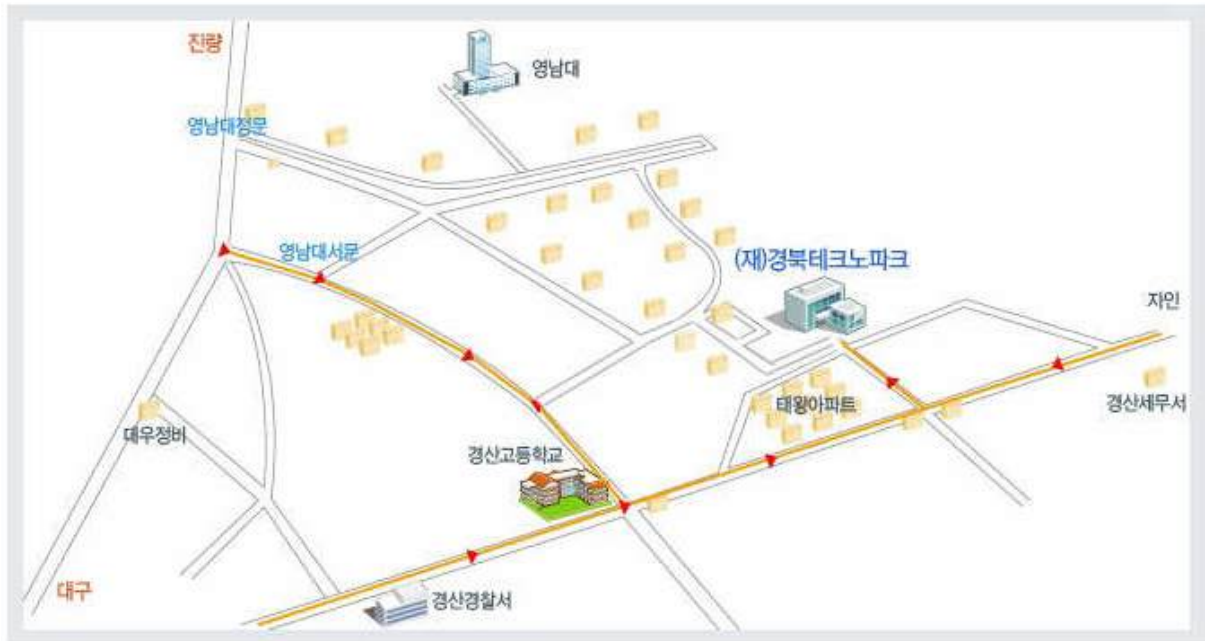 진량
영남대
영남대정문
영남대서문
(재)경북테크노파크
자인
태왕아파트
경산세무서
대우정비
경산고등학교
대구
경산경찰서